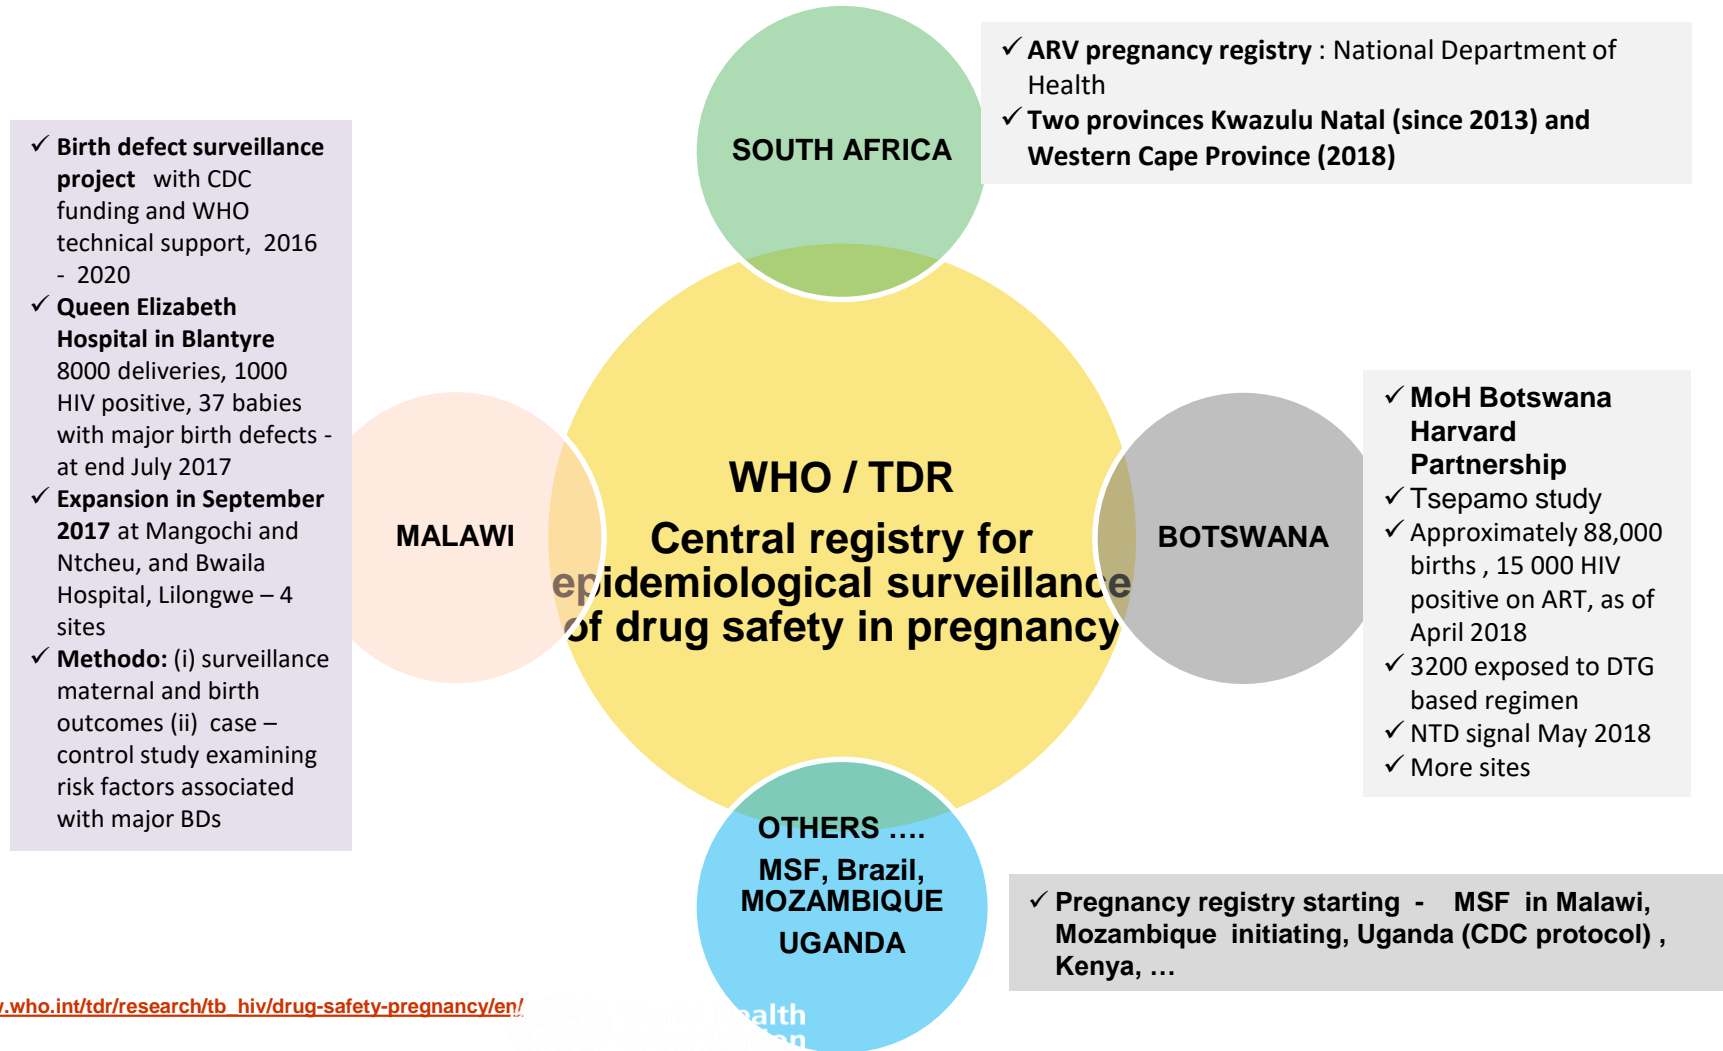 SOUTH AFRICA
✓ ARV pregnancy registry : National Department of
Health
✓ Two provinces Kwazulu Natal (since 2013) and
Western Cape Province (2018)
✓ Birth defect surveillance
project with CDC
funding and WHO
technical support, 2016
- 2020
✓ Queen Elizabeth
Hospital in Blantyre
8000 deliveries, 1000
HIV positive, 37 babies
with major birth defects -
at end July 2017
✓ Expansion in September
2017 at Mangochi and
Ntcheu, and Bwaila
Hospital, Lilongwe – 4
sites
✓ Methodo: (i) surveillance
maternal and birth
outcomes (ii) case –
control study examining
risk factors associated
with major BDs
MALAWI
WHO / TDR
Central registry for
epidemiological surveillance
of drug safety in pregnancy
BOTSWANA
✓ MoH Botswana
Harvard
Partnership
✓ Tsepamo study
✓ Approximately 88,000
births , 15 000 HIV
positive on ART, as of
April 2018
✓ 3200 exposed to DTG
based regimen
✓ NTD signal May 2018
✓ More sites
OTHERS ....
MSF, Brazil,
MOZAMBIQUE
UGANDA
✓ Pregnancy registry starting - MSF in Malawi,
Mozambique initiating, Uganda (CDC protocol) ,
Kenya, …
.who.int/tdr/research/tb_hiv/drug-safety-pregnancy/en/